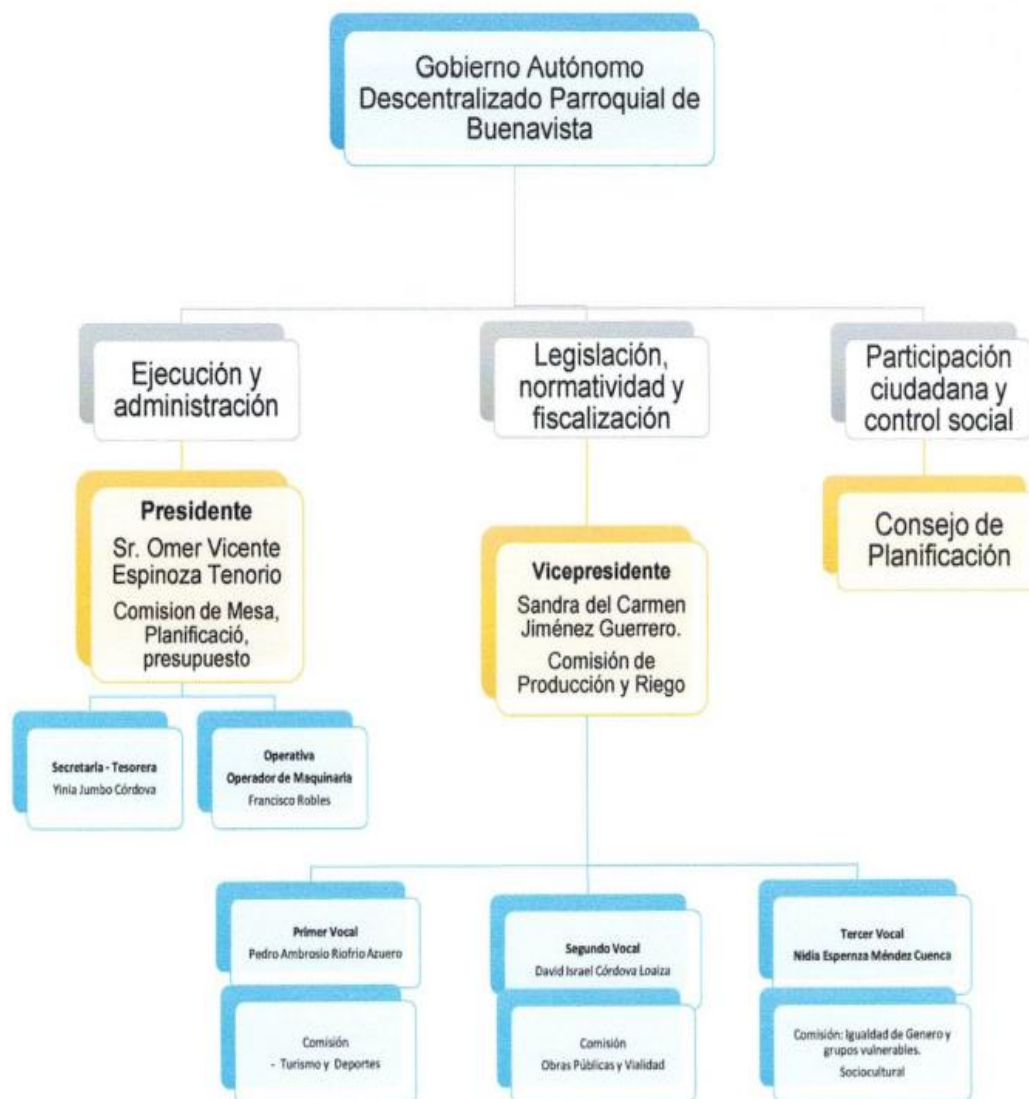 Gobierno Autónomo
Descentralizado Parroquial de
Buenavista
Ejecución y
administración
Legislación,
normatividad y
fiscalización
Participación
ciudadana y
control social
Presidente
Sr. Omer Vicente
Espinoza Tenorio
Comision de Mesa,
Planificació,
presupuesto
Vicepresidente
Sandra del Carmen
Jiménez Guerrero.
Comisión de
Producción y Riego
Consejo de
Planificación
Secretaria - Tesorera
Yinia Jumbo Córdova
Operativa
Operador de Maquinaria
Francisco Robles
Primer Vocal
Pedro Ambrosio Riofrio Azuero
Comisión
- Turismo y Deportes
Segundo Vocal
David Israel Córdova Loaiza
Comisión
Obras Públicas y Vialidad
Tercer Vocal
Nidia Espernza Méndez Cuenca
Comisión: Igualdad de Genero y
grupos vulnerables.
Sociocultural